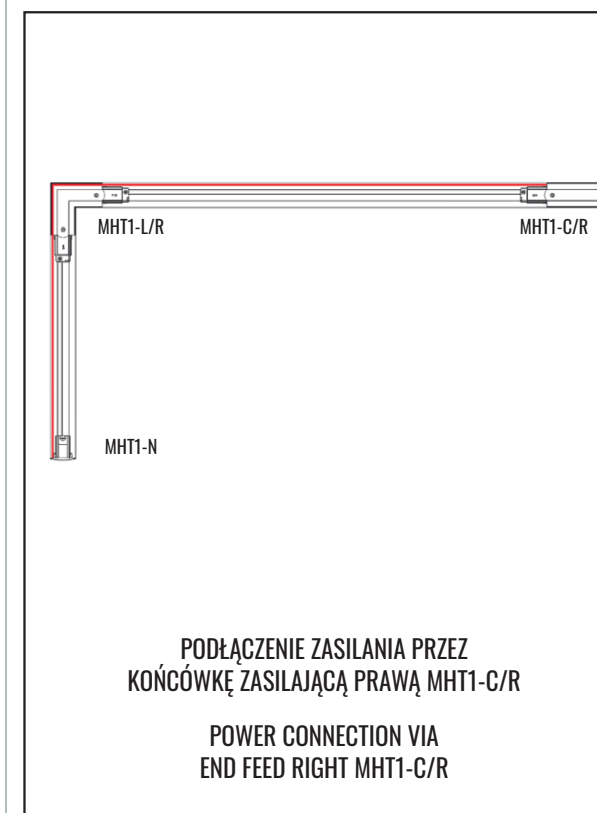 MHT1-L/R
MHT1-C/R
MHT1-N
PODŁĄCZENIE ZASILANIA PRZEZ
KOŃCÓWKĘ ZASILAJĄCĄ PRAWĄ MHT1-C/R
POWER CONNECTION VIA
END FEED RIGHT MHT1-C/R